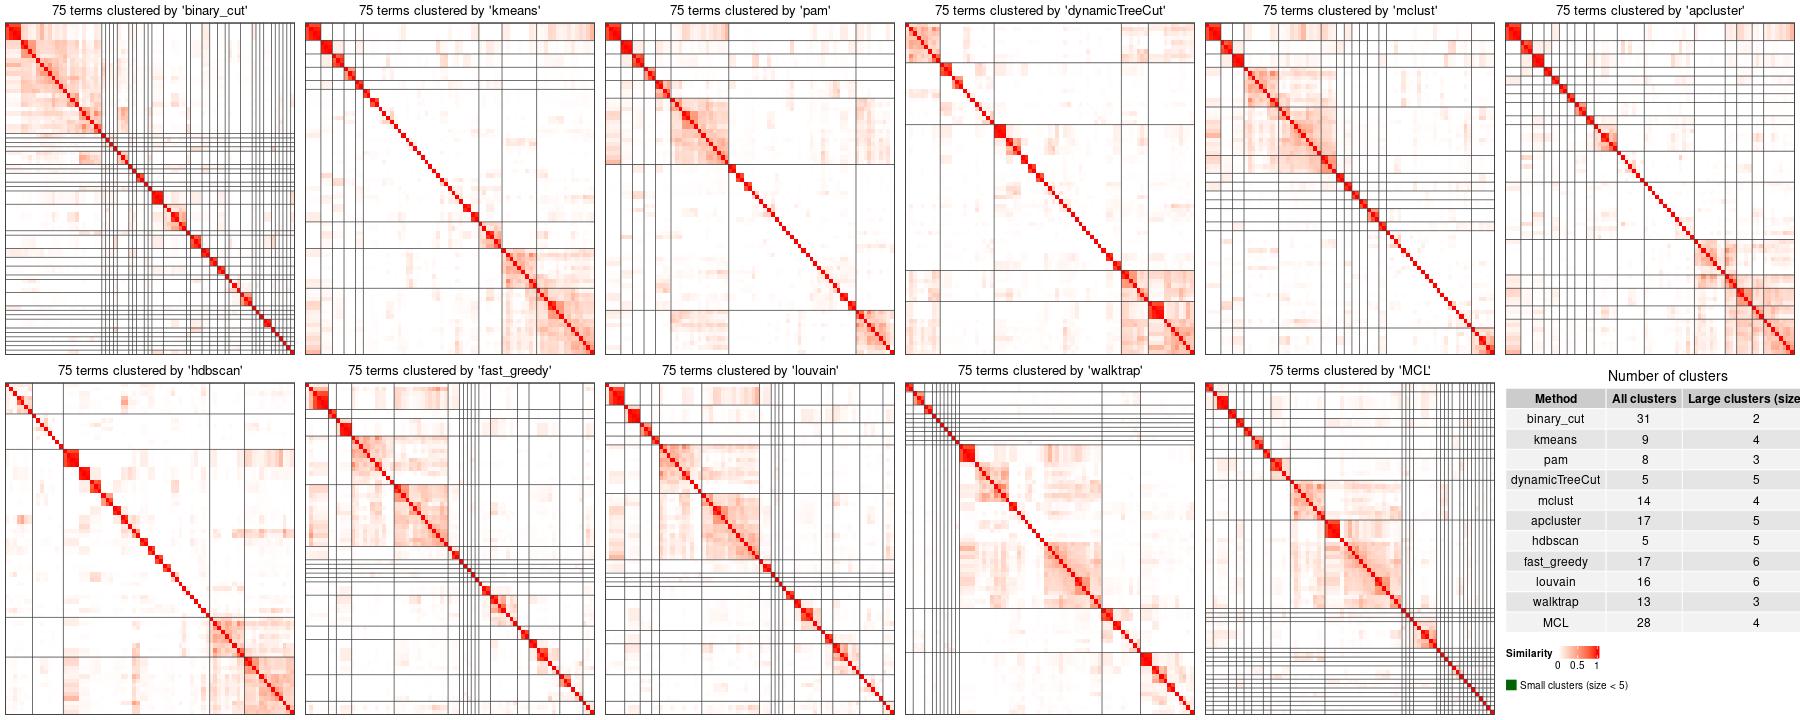 75 terms clustered by 'binary_cut'
75 terms clustered by 'kmeans'
75 terms clustered by 'pam'
75 terms clustered by 'dynamicTreeCut'
75 terms clustered by 'mclust'
75 terms clustered by 'apcluster'
75 terms clustered by 'hdbscan'
75 terms clustered by 'fast_greedy'
75 terms clustered by 'louvain'
75 terms clustered by 'walktrap'
75 terms clustered by 'MCL'
Number of clusters
Method All clusters Large clusters (size
binary_cut 31 2
kmeans 9 4
pam 8 3
dynamicTreeCut 5 5
mclust 14 4
apcluster 17 5
hdbscan 5 5
fast_greedy 17 6
louvain 16 6
walktrap 13 3
MCL 28 4
Similarity
0 0.5 1
Small clusters (size < 5)